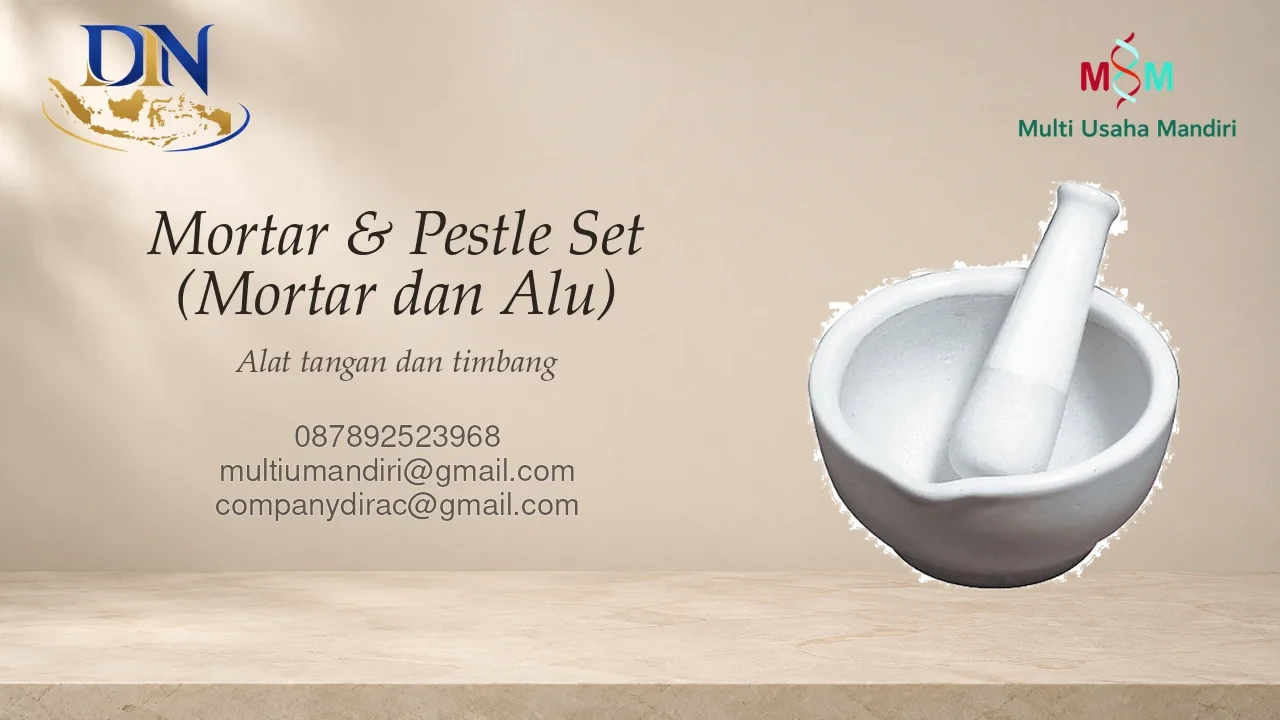 DN
M M
Multi Usaha Mandiri
Mortar & Pestle Set
(Mortar dan Alu)
Alat tangan dan timbang
087892523968
multiumandiri@gmail.com
companydirac@gmail.com